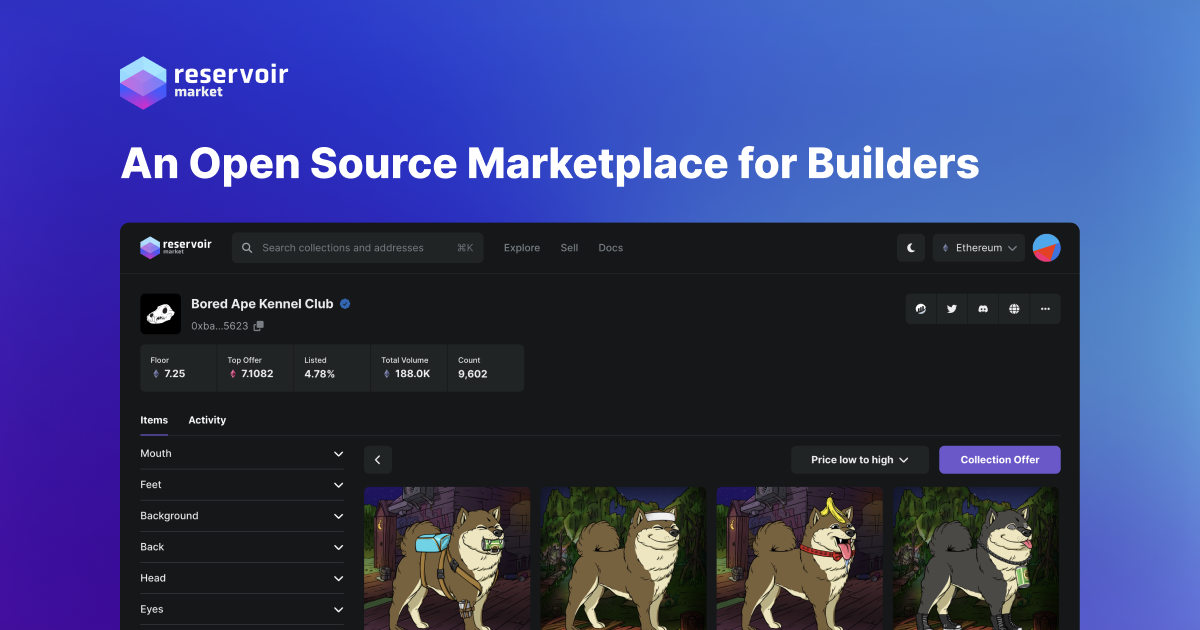 reservoir
market
An Open Source Marketplace for Builders
reservoir
market
Search collections and addresses ⌘K Explore Sell Docs Ethereum
Bored Ape Kennel Club
0xba...5623
Floor Top Offer Listed Total Volume Count
7.25 7.1082 4.78% 188.0K 9,602
Items Activity
Mouth
Price low to high Collection Offer
Feet
Background
Back
Head
Eyes